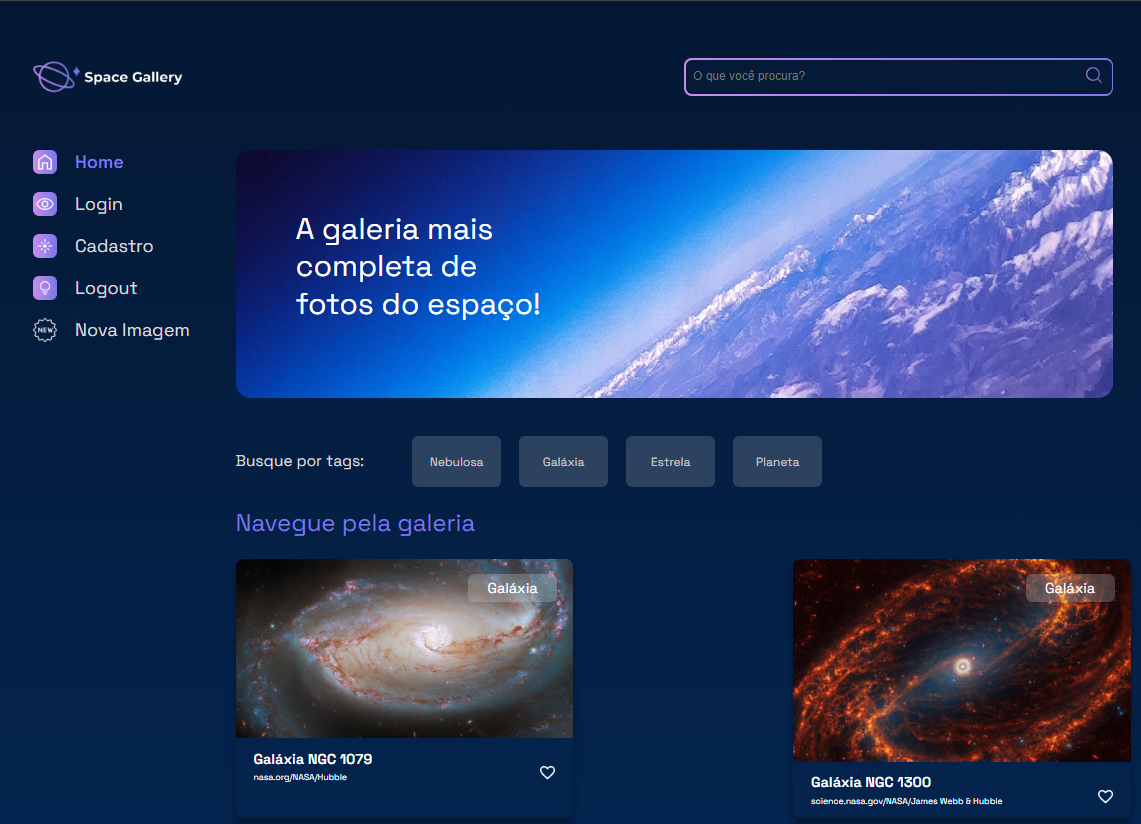 Space Gallery
O que você procura?
Home
Login
Cadastro
Logout
NEW
Nova Imagem
A galeria mais
completa de
fotos do espaço!
Busque por tags:
Nebulosa
Galáxia
Estrela
Planeta
Navegue pela galeria
Galáxia
Galáxia NGC 1079
nasa.org/NASA/Hubble
Galáxia
Galáxia NGC 1300
science.nasa.gov/NASA/James Webb & Hubble